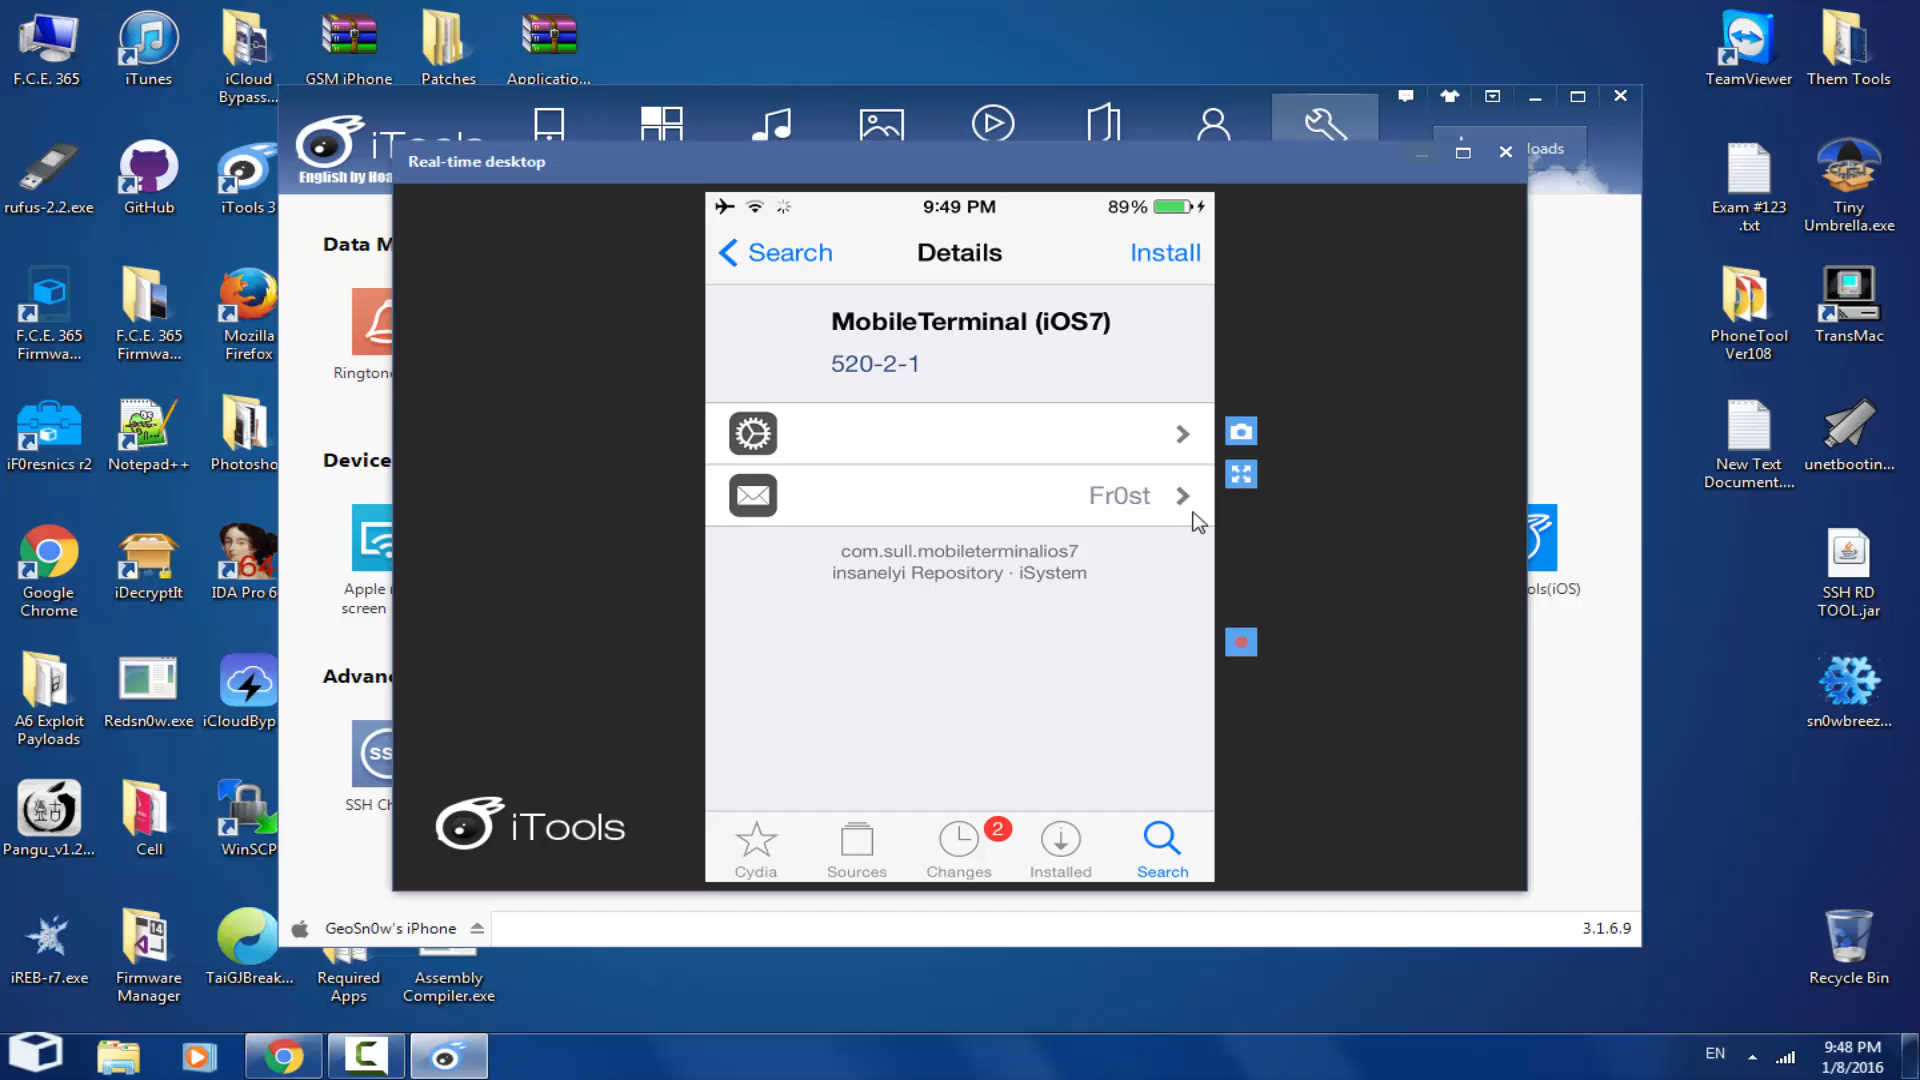 F.C.E. 365
iTunes
iCloud
Bypass...
GSM iPhone
Patches
Applicatio...
TeamViewer
Them Tools
rufus-2.2.exe
GitHub
iTools 3
iTools
English by Hoa
loads
Real-time desktop
Exam #123
.txt
Tiny
Umbrella.exe
9:49 PM
89%
Search
Details
Install
MobileTerminal (iOS7)
520-2-1
Fr0st
com.sull.mobileterminalios7
insanelyi Repository · iSystem
2
Cydia
Sources
Changes
Installed
Search
iTools
Data M
Ringtone
Device
Apple
screen
Advan
SSH Ch
ols(iOS)
F.C.E. 365
Firmwa...
F.C.E. 365
Firmwa...
Mozilla
Firefox
PhoneTool
Ver108
TransMac
iF0resnics r2
Notepad++
Photosho
New Text
Document....
unetbootin...
Google
Chrome
iDecryptIt
64
IDA Pro 6
SSH RD
TOOL.jar
A6 Exploit
Payloads
Redsn0w.exe
iCloudByp
sn0wbreez...
Pangu_v1.2...
Cell
WinSCP
GeoSn0w's iPhone
3.1.6.9
iREB-r7.exe
14
Firmware
Manager
TaiGJBreak...
Required
Apps
Assembly
Compiler.exe
Recycle Bin
EN
9:48 PM
1/8/2016